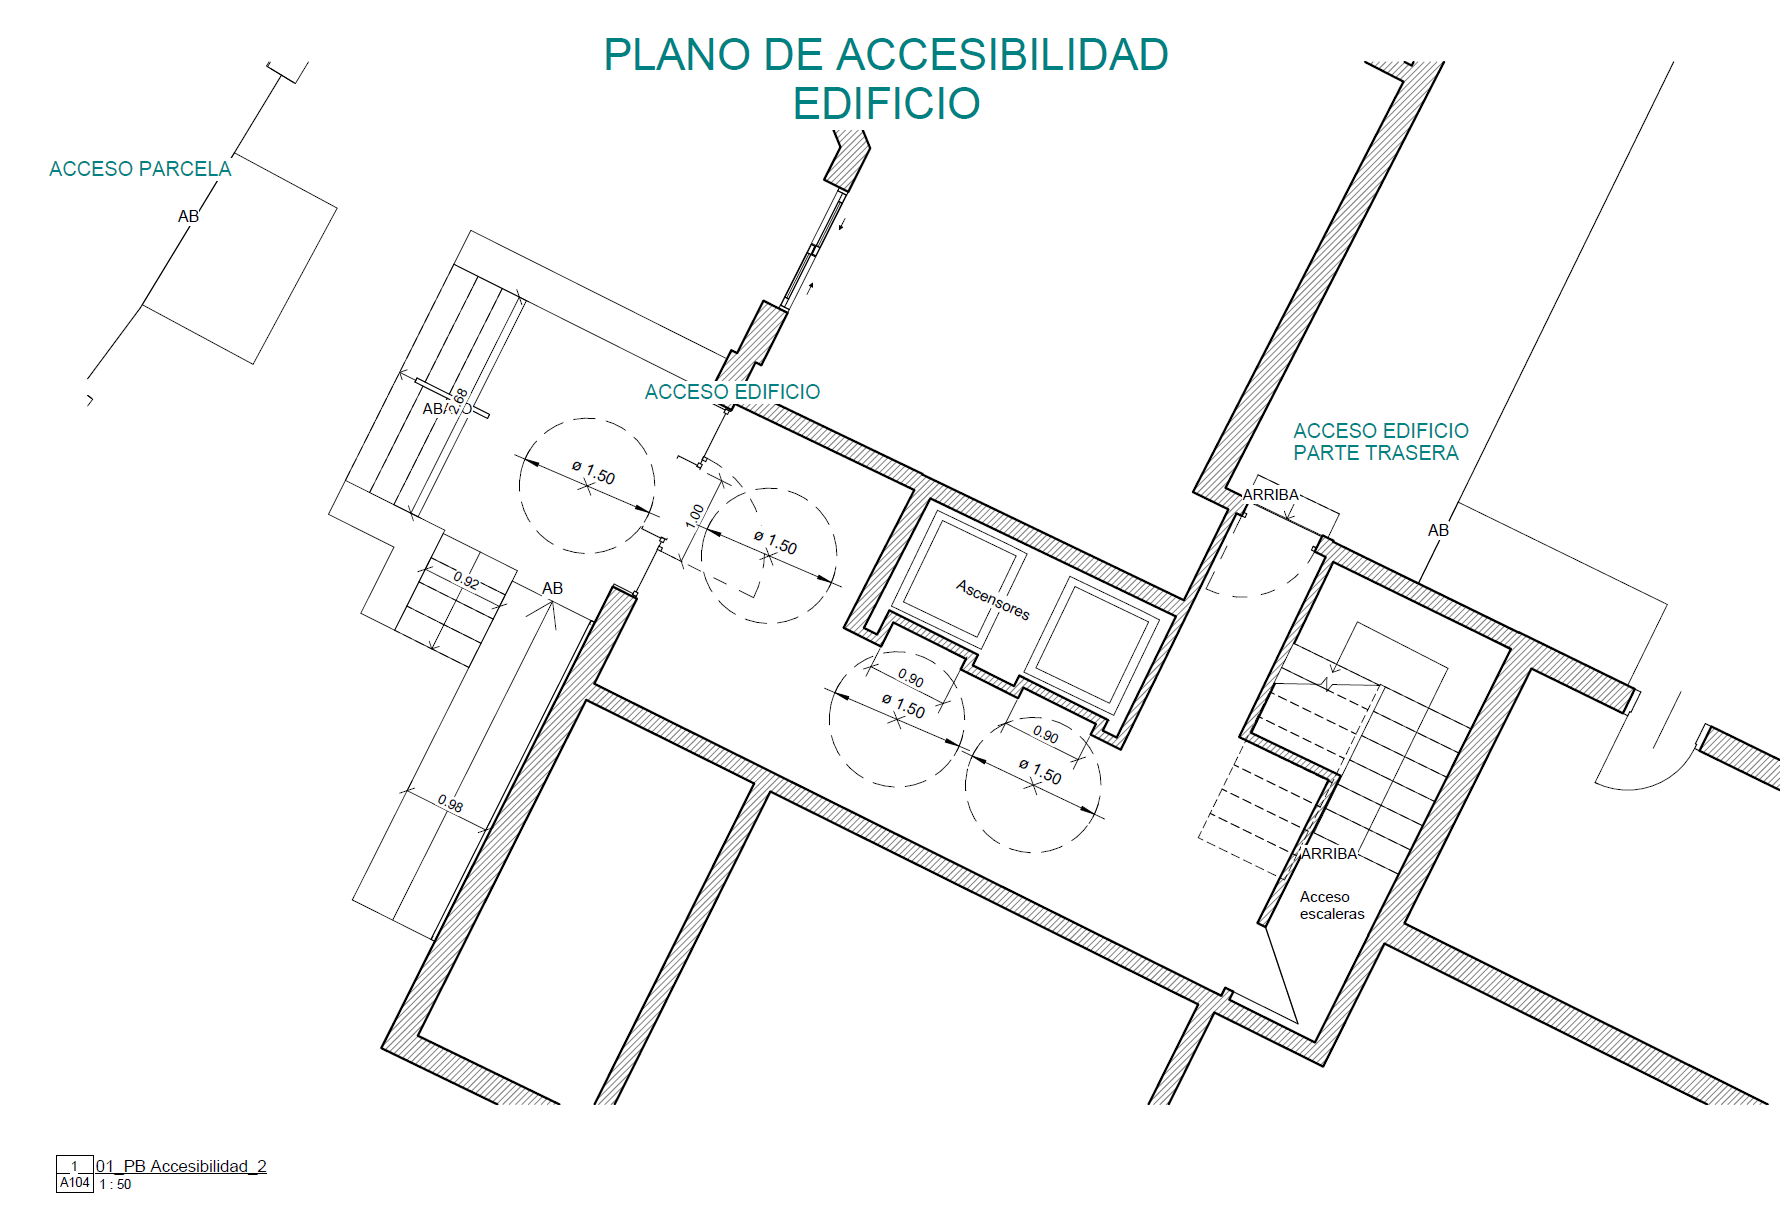 PLANO DE ACCESIBILIDAD
EDIFICIO
ACCESO PARCELA
AB
ACCESO EDIFICIO
2.68
ø 1.50
1.00
ø 1.50
ACCESO EDIFICIO
PARTE TRASERA
ARRIBA
AB
0.92
AB
Ascensores
0.90
ø 1.50
0.90
ø 1.50
0.98
ARRIBA
Acceso
escaleras
1 01_PB Accesibilidad_2
A104 1 : 50